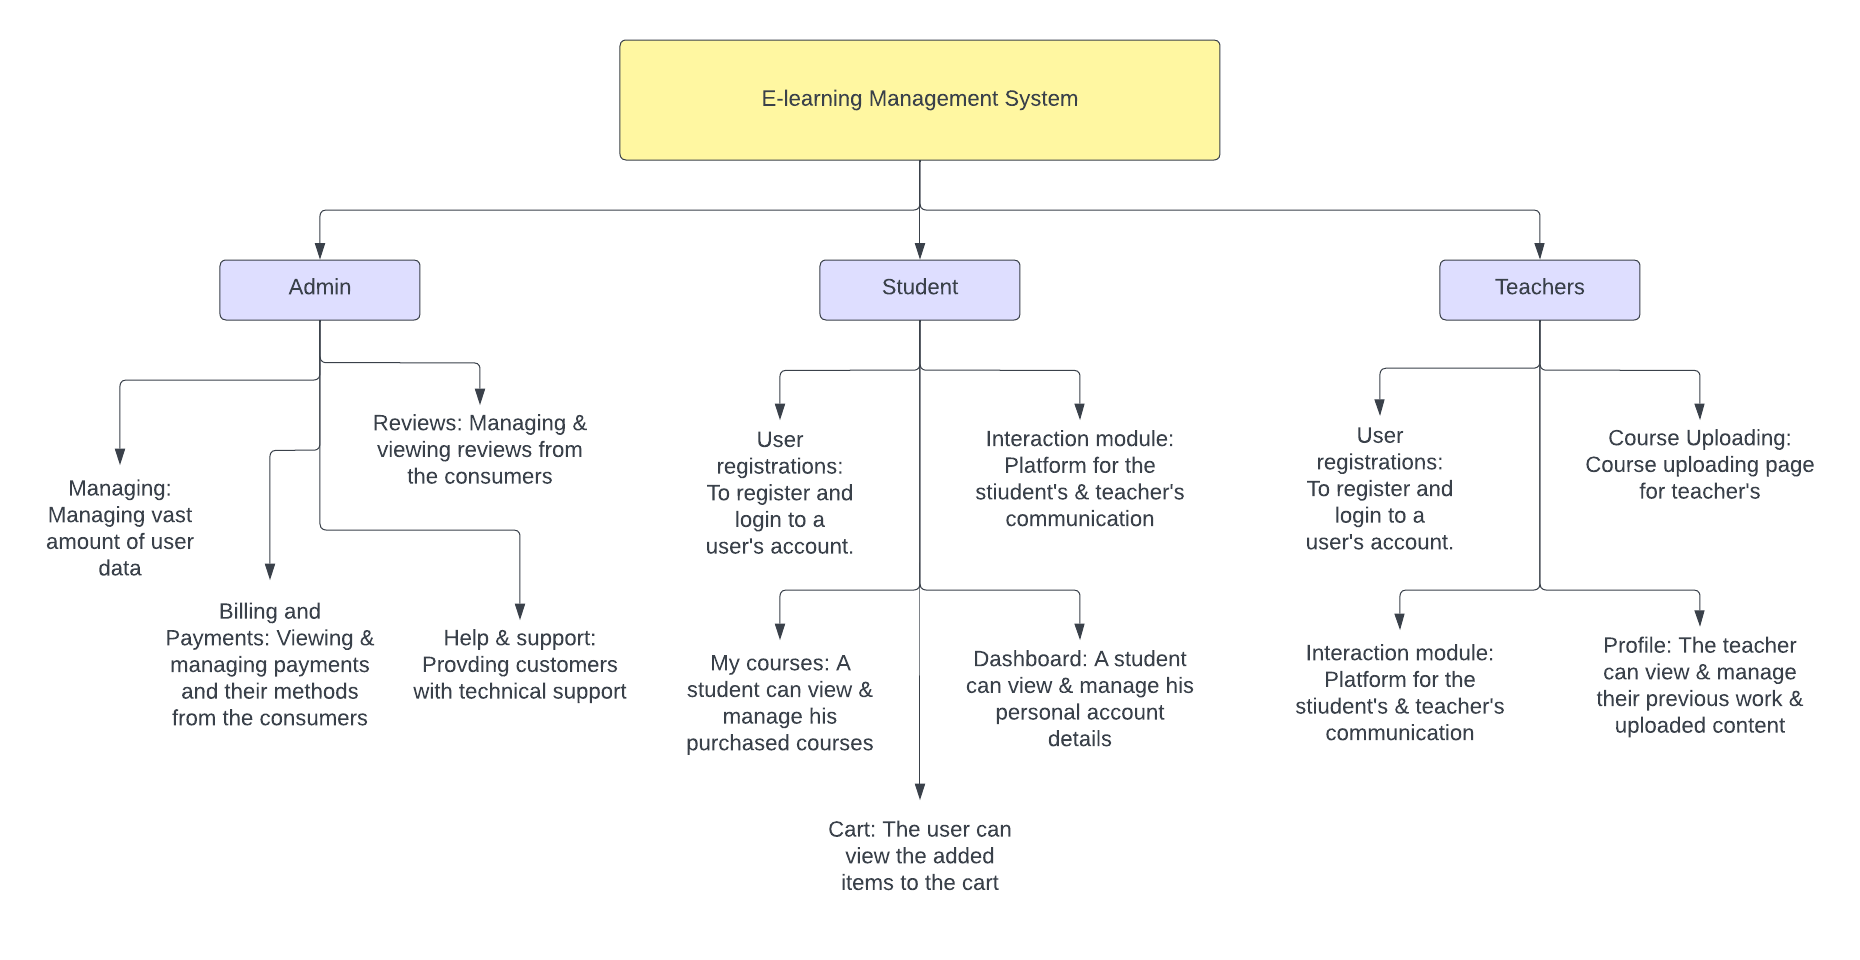 E-learning Management System
Admin
Student
Teachers
Reviews: Managing &
viewing reviews from
the consumers
Managing:
Managing vast
amount of user
data
Billing and
Payments: Viewing &
managing payments
and their methods
from the consumers
Help & support:
Provding customers
with technical support
User
registrations:
To register and
login to a
user's account.
Interaction module:
Platform for the
stiudent's & teacher's
communication
My courses: A
student can view &
manage his
purchased courses
Dashboard: A student
can view & manage his
personal account
details
Cart: The user can
view the added
items to the cart
User
registrations:
To register and
login to a
user's account.
Course Uploading:
Course uploading page
for teacher's
Interaction module:
Platform for the
stiudent's & teacher's
communication
Profile: The teacher
can view & manage
their previous work &
uploaded content